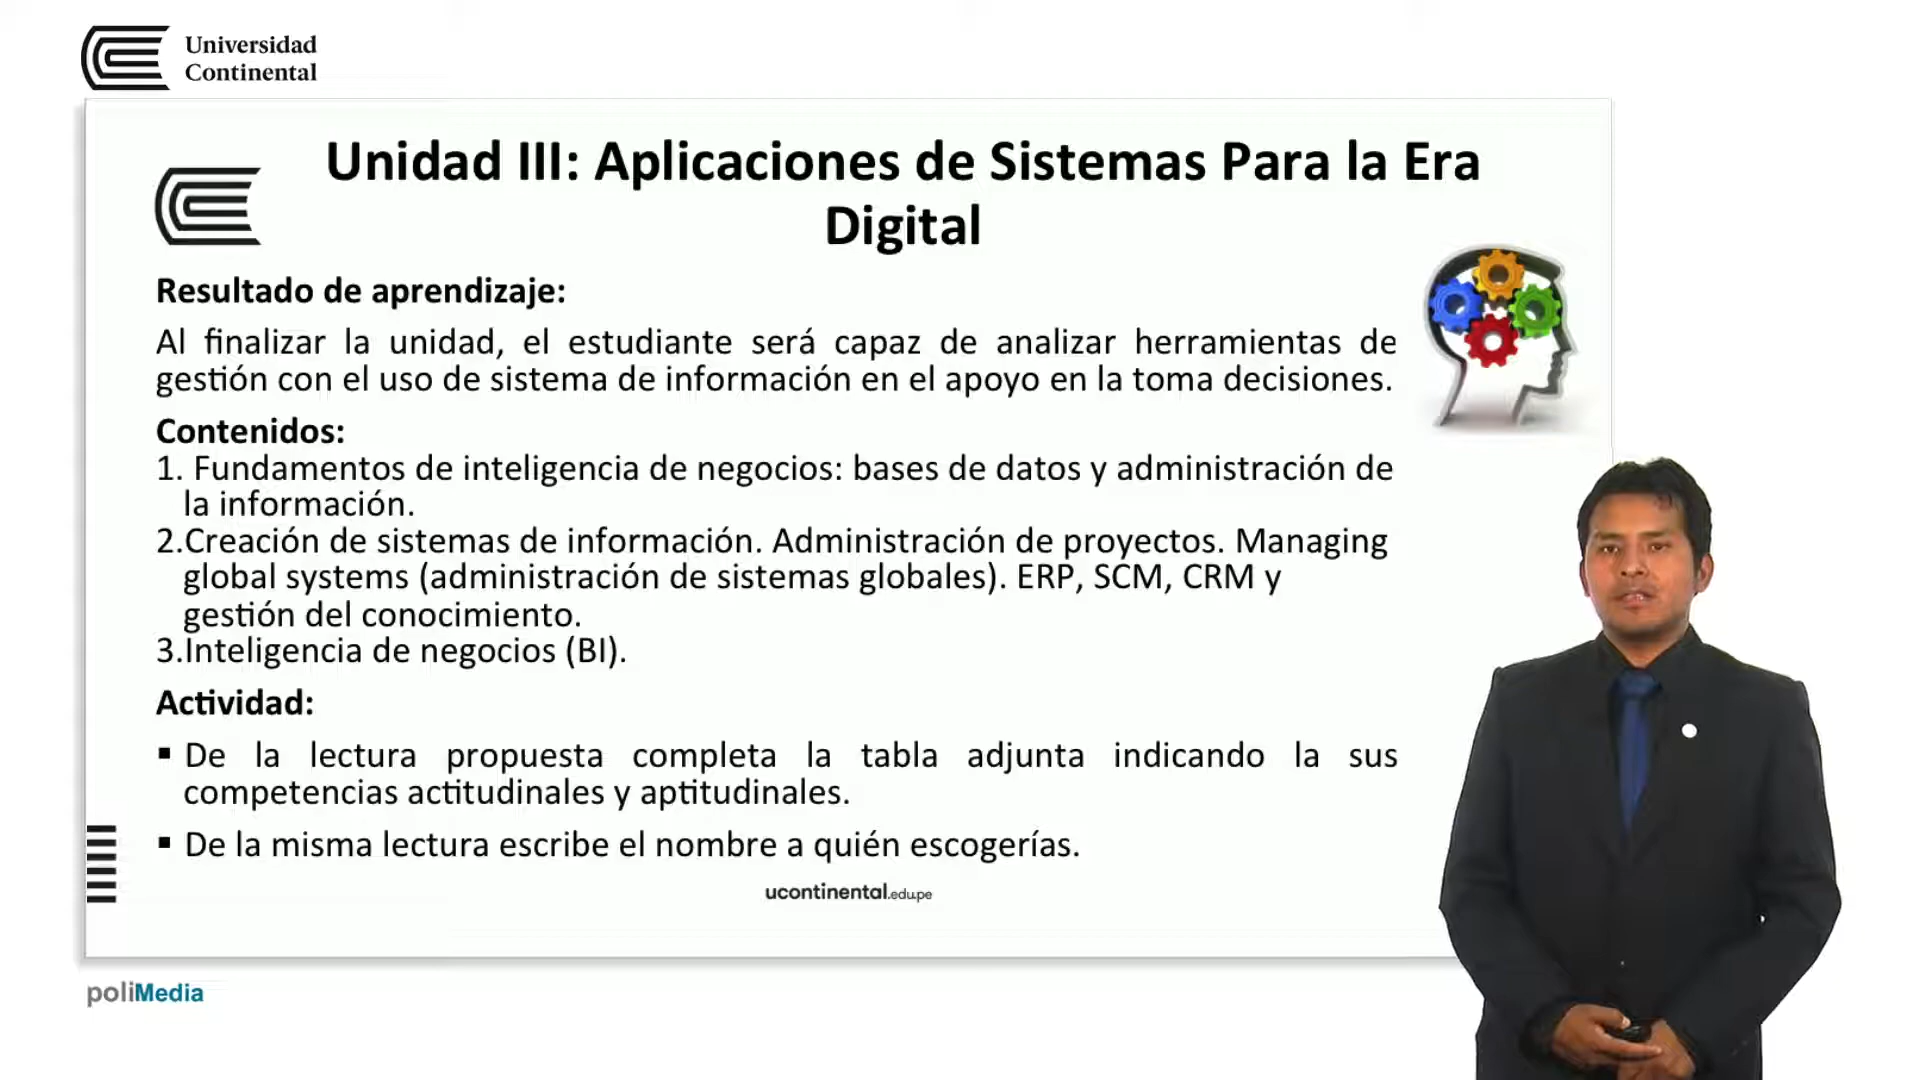 Universidad
Continental
Unidad III: Aplicaciones de Sistemas Para la Era
Digital
Resultado de aprendizaje:
Al finalizar la unidad, el estudiante será capaz de analizar herramientas de
gestión con el uso de sistema de información en el apoyo en la toma decisiones.
Contenidos:
1. Fundamentos de inteligencia de negocios: bases de datos y administración de
la información.
2.Creación de sistemas de información. Administración de proyectos. Managing
global systems (administración de sistemas globales). ERP, SCM, CRM y
gestión del conocimiento.
3.Inteligencia de negocios (BI).
Actividad:
▪ De la lectura propuesta completa la tabla adjunta indicando la sus
competencias actitudinales y aptitudinales.
▪ De la misma lectura escribe el nombre a quién escogerías.
ucontinental.edu.pe
poliMedia